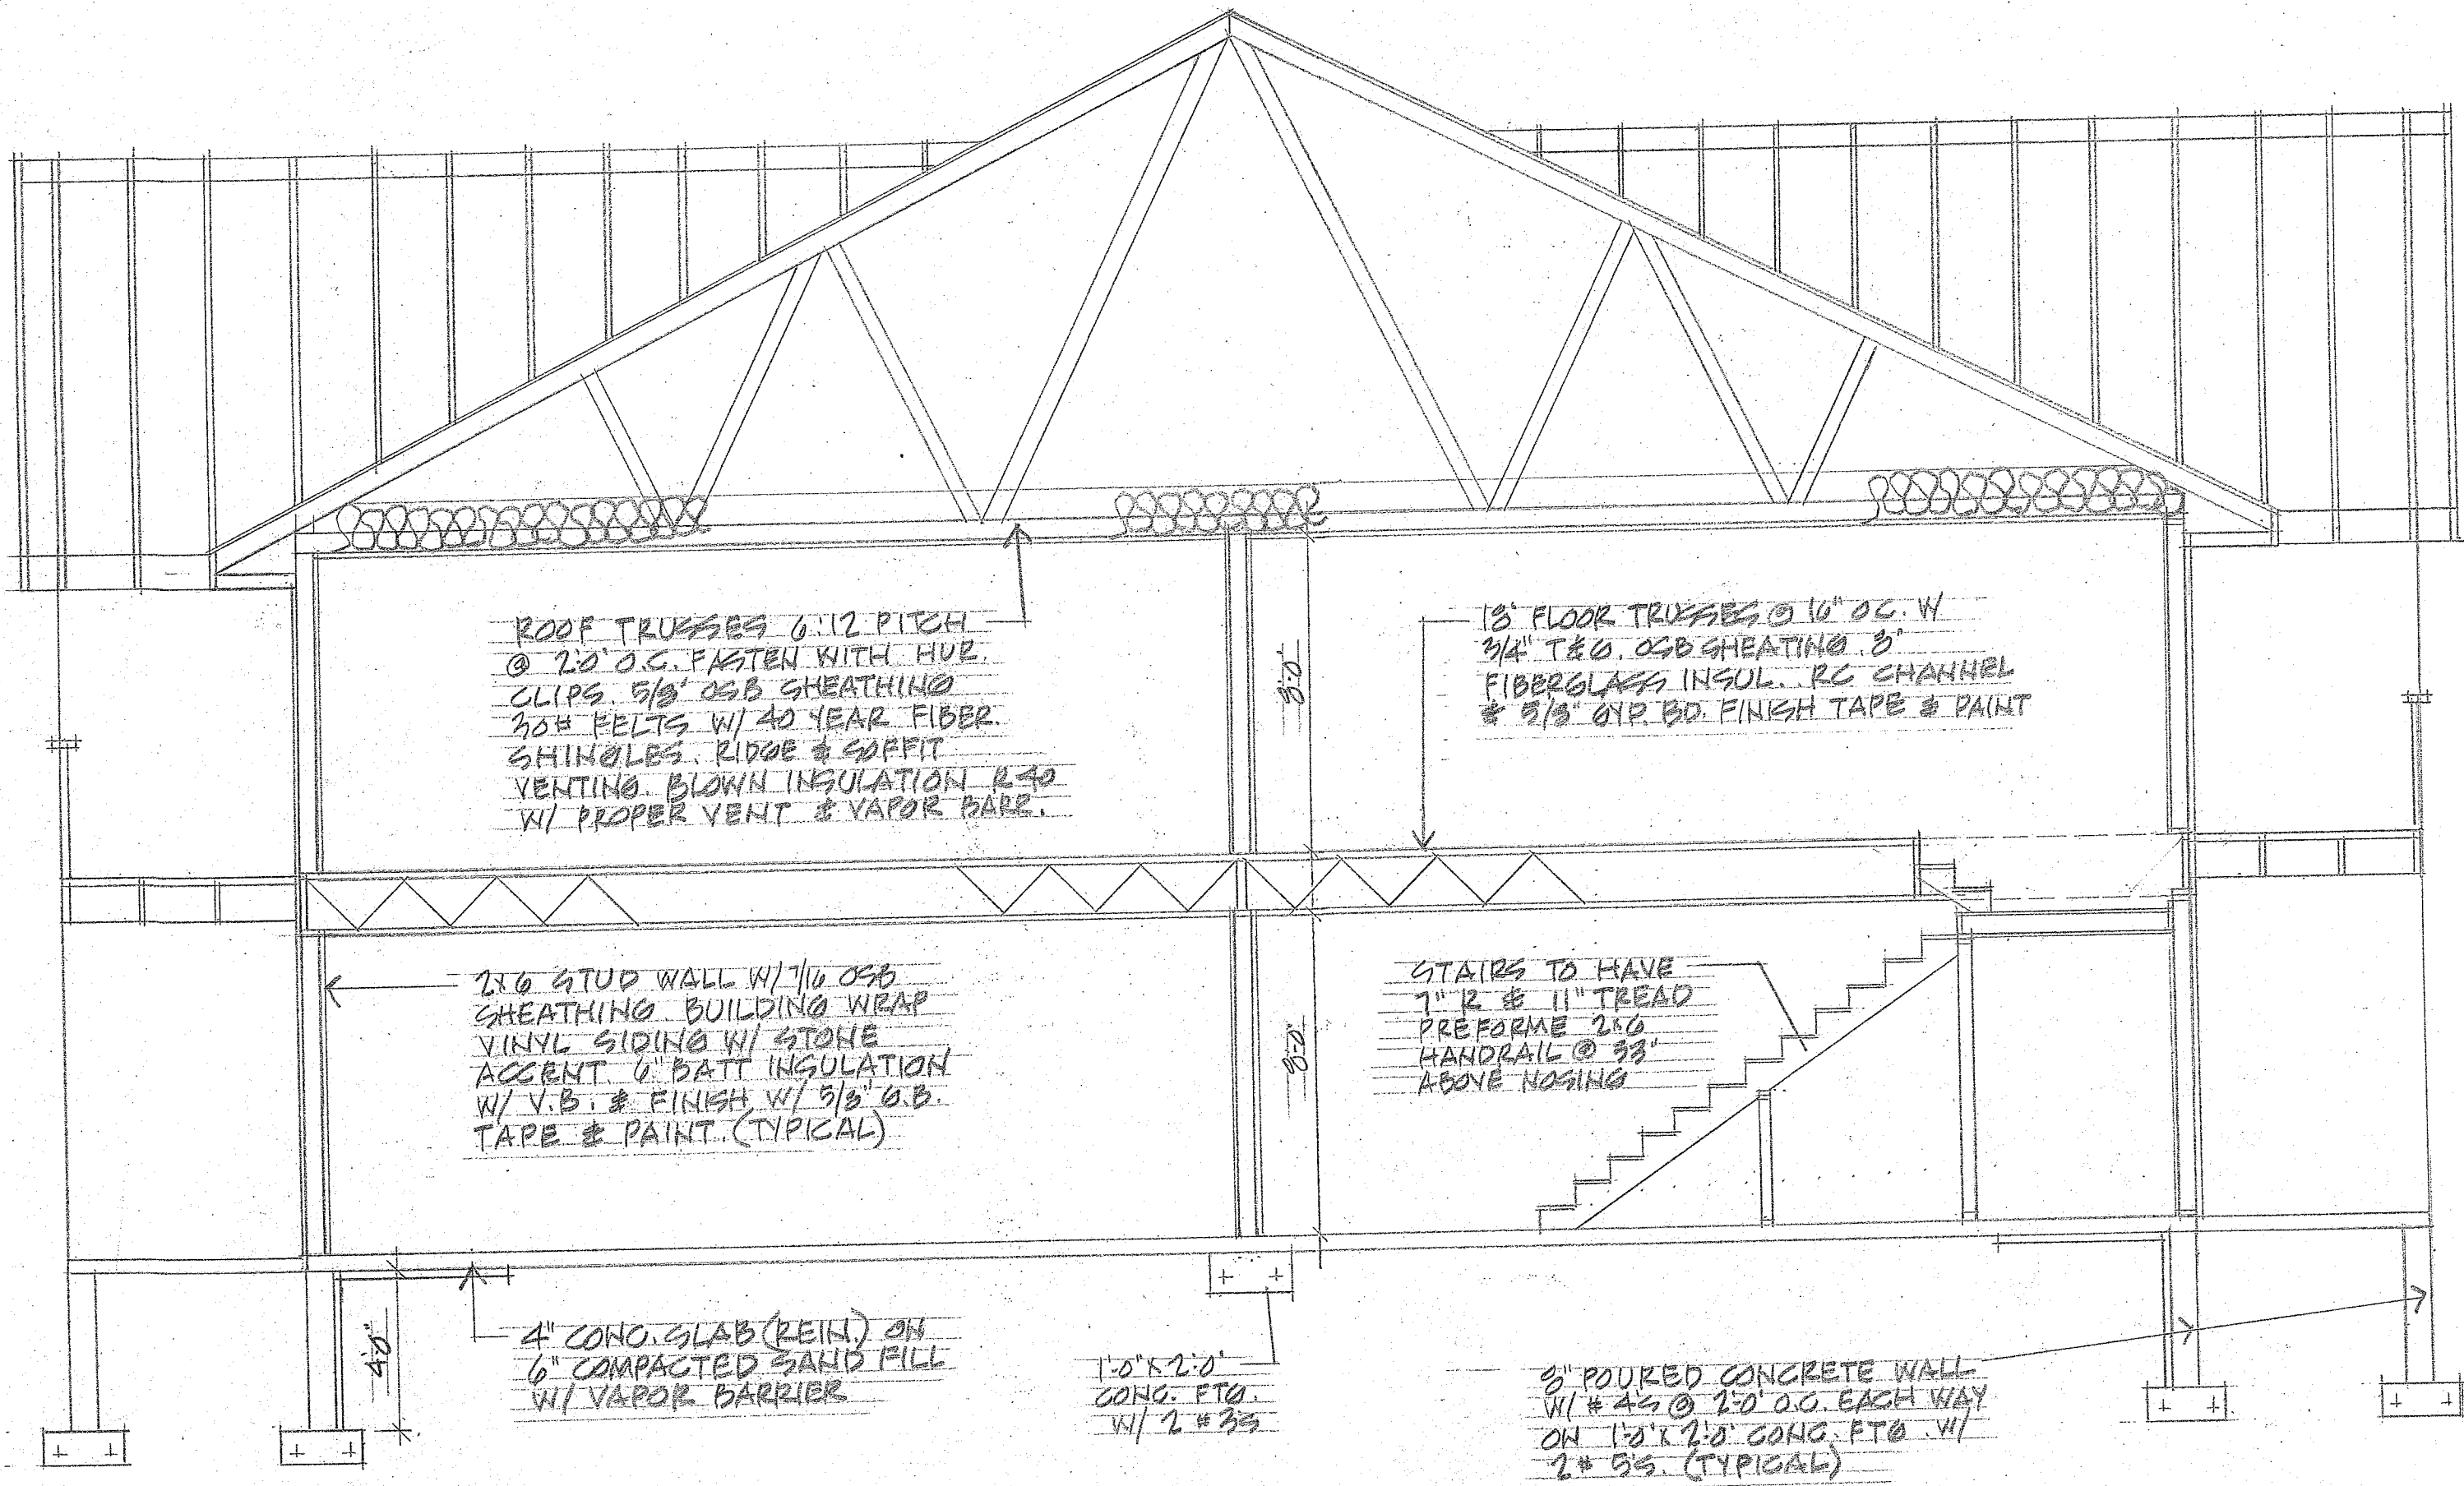 ROOF TRUSSES 6:12 PITCH
@ 2'-0" O.C. FASTEN WITH HUR.
CLIPS. 5/8" OSB SHEATHING
30# FELTS W/ 40 YEAR FIBER.
SHINGLES. RIDGE & SOFFIT
VENTING. BLOWN INSULATION R-40
W/ PROPER VENT & VAPOR BARR.
8'-0"
18" FLOOR TRUSSES @ 16" OC. W
3/4" T&G. OSB SHEATING. 8"
FIBERGLASS INSUL.. RC CHANNEL
& 5/8" GYP. BD. FINISH TAPE & PAINT
2x6 STUD WALL W/ 7/16 OSB
SHEATHING. BUILDING WRAP
VINYL SIDING W/ STONE
ACCENT. 6" BATT INSULATION
W/ V.B. & FINISH W/ 5/8" G.B.
TAPE & PAINT. (TYPICAL)
8'-0"
STAIRS TO HAVE
7" R & 11" TREAD
PREFORME 2x6
HANDRAIL @ 33"
ABOVE NOSING
4'-0"
4" CONC. SLAB (REIN.) ON
6" COMPACTED SAND FILL
W/ VAPOR BARRIER
1'-0" X 2'-0"
CONC. FTG.
W/ 2 # 3S
8" POURED CONCRETE WALL
W/ # 4S @ 2'-0" O.C. EACH WAY
ON 1'-0" X 2'-0" CONC. FTG. W/
2 # 5'S. (TYPICAL)